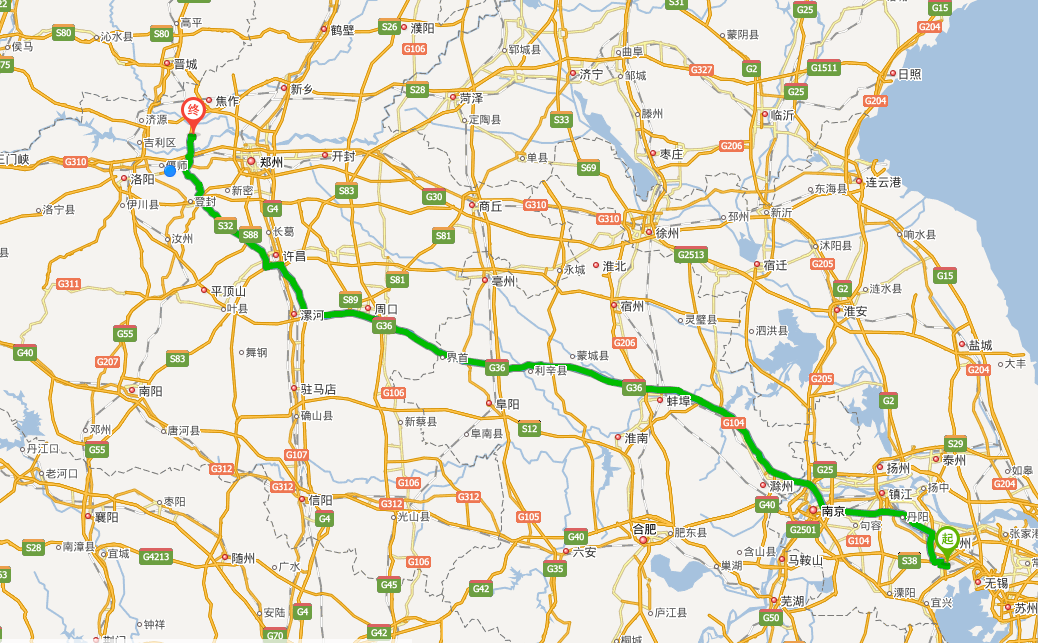 高平
S31
G25
G15
S80
沁水县
S80
鹤壁
S26
濮阳
G106
G204
侯马
郓城县
曲阜
蒙阴县
75
晋城
济宁
邹城
G327
G2
G1511
日照
新乡
S28
菏泽
G25
焦作
终
G204
济源
定陶县
S33
滕州
临沂
吉利区
三门峡
G310
偃师
郑州
开封
单县
S69
枣庄
G206
洛阳
新密
S83
G30
东海县
连云港
伊川县
登封
商丘
G310
洛宁县
G4
G310
邳州
新沂
S32
S88
长葛
S81
徐州
响水县
汝州
许昌
永城
淮北
G2513
宿迁
沭阳县
G205
G15
G311
平顶山
S81
亳州
G2
涟水县
叶县
S89
周口
宿州
淮安
漯河
G36
灵璧县
泗洪县
G55
G206
盐城
G40
G207
S83
舞钢
界首
蒙城县
大丰
G36
利辛县
G204
南阳
驻马店
G106
G36
G205
阜阳
蚌埠
G2
邓州
唐河县
确山县
新蔡县
S12
G104
丹江口
G55
阜南县
淮南
S29
G312
G107
泰州
老河口
G312
G106
G312
G25
扬州
如皋
枣阳
信阳
G312
滁州
镇江
扬中
G204
襄阳
G4
光山县
G105
G40
南京
丹阳
合肥
肥东县
G2501
句容
起
州
张家港
S28
南漳县
宜城
G4213
随州
G40
六安
含山县
G104
S38
广水
G35
巢湖
马鞍山
无锡
G45
G42
溧阳
宜兴
安陆
G4
庐江县
芜湖
苏州
钟祥
G50
荆门
G70
G42
桐城